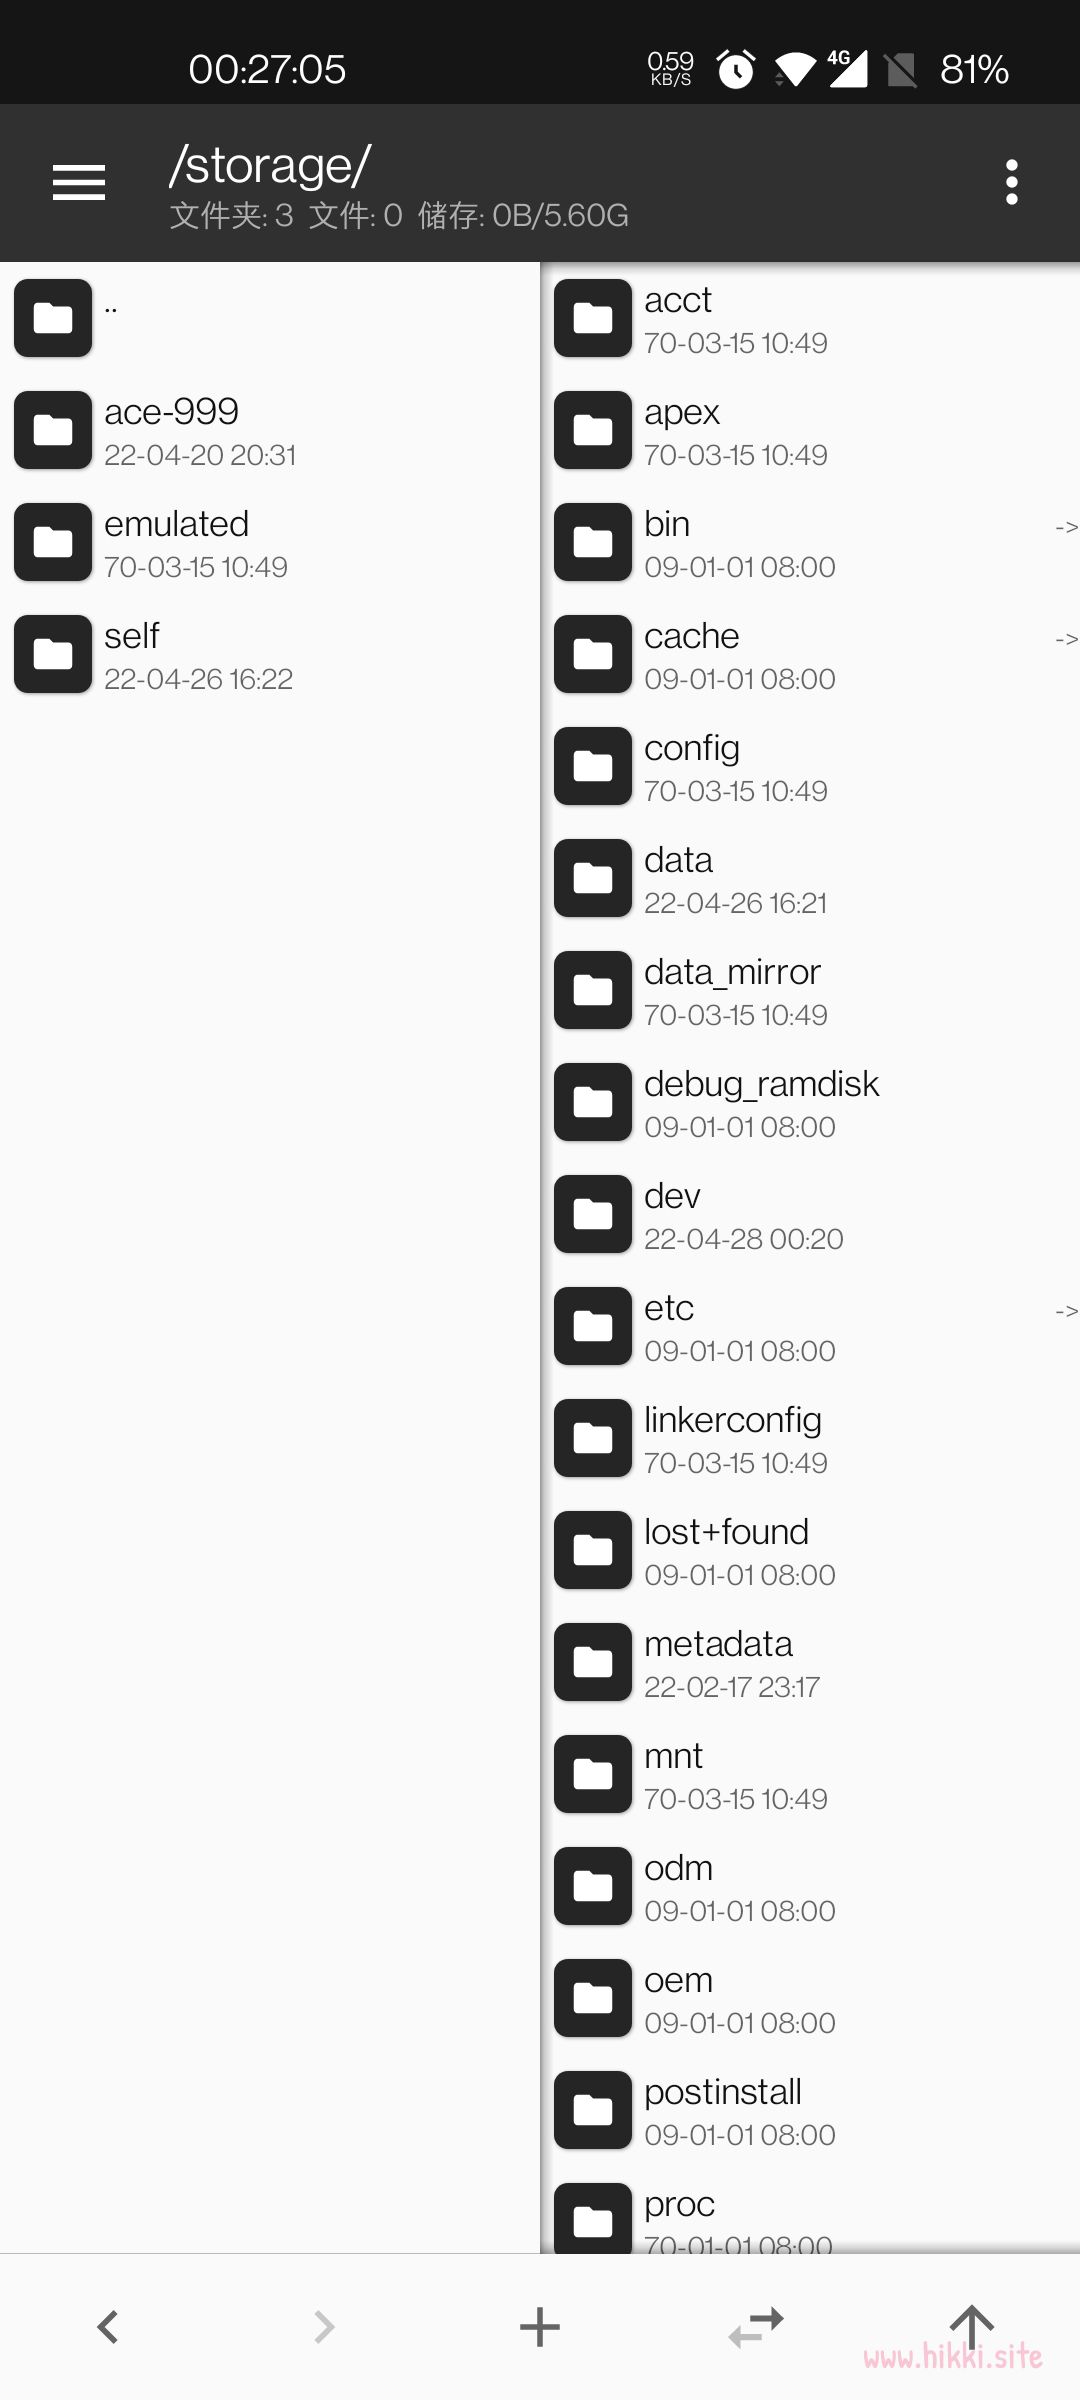 00:27:05
0.59
KB/S
4G
81%
/storage/
文件夹: 3 文件: 0 储存: 0B/5.60G
..
ace-999
22-04-20 20:31
emulated
70-03-15 10:49
self
22-04-26 16:22
acct
70-03-15 10:49
apex
70-03-15 10:49
bin
->
09-01-01 08:00
cache
->
09-01-01 08:00
config
70-03-15 10:49
data
22-04-26 16:21
data_mirror
70-03-15 10:49
debug_ramdisk
09-01-01 08:00
dev
22-04-28 00:20
etc
->
09-01-01 08:00
linkerconfig
70-03-15 10:49
lost+found
09-01-01 08:00
metadata
22-02-17 23:17
mnt
70-03-15 10:49
odm
09-01-01 08:00
oem
09-01-01 08:00
postinstall
09-01-01 08:00
proc
70-01-01 08:00
www.hikki.site